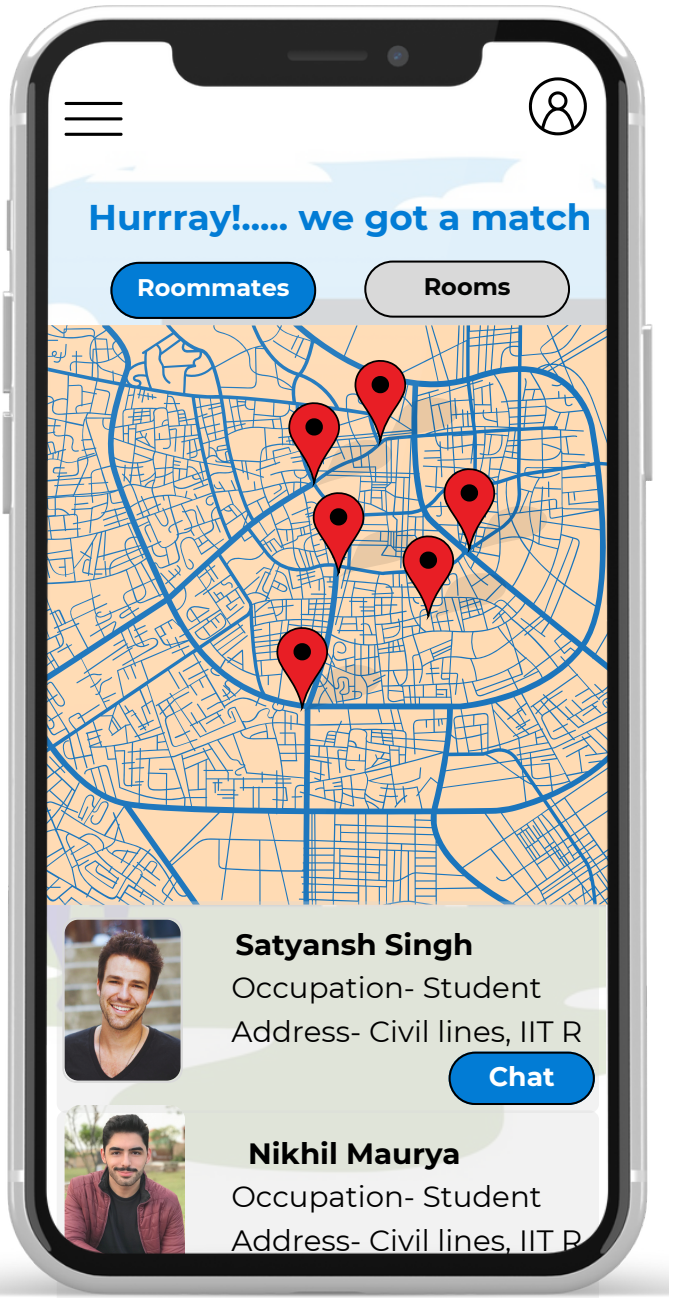 Hurrray!..... we got a match
Roommates
Rooms
Satyansh Singh
Occupation- Student
Address- Civil lines, IIT R
Chat
Nikhil Maurya
Occupation- Student
Address- Civil lines, IIT R